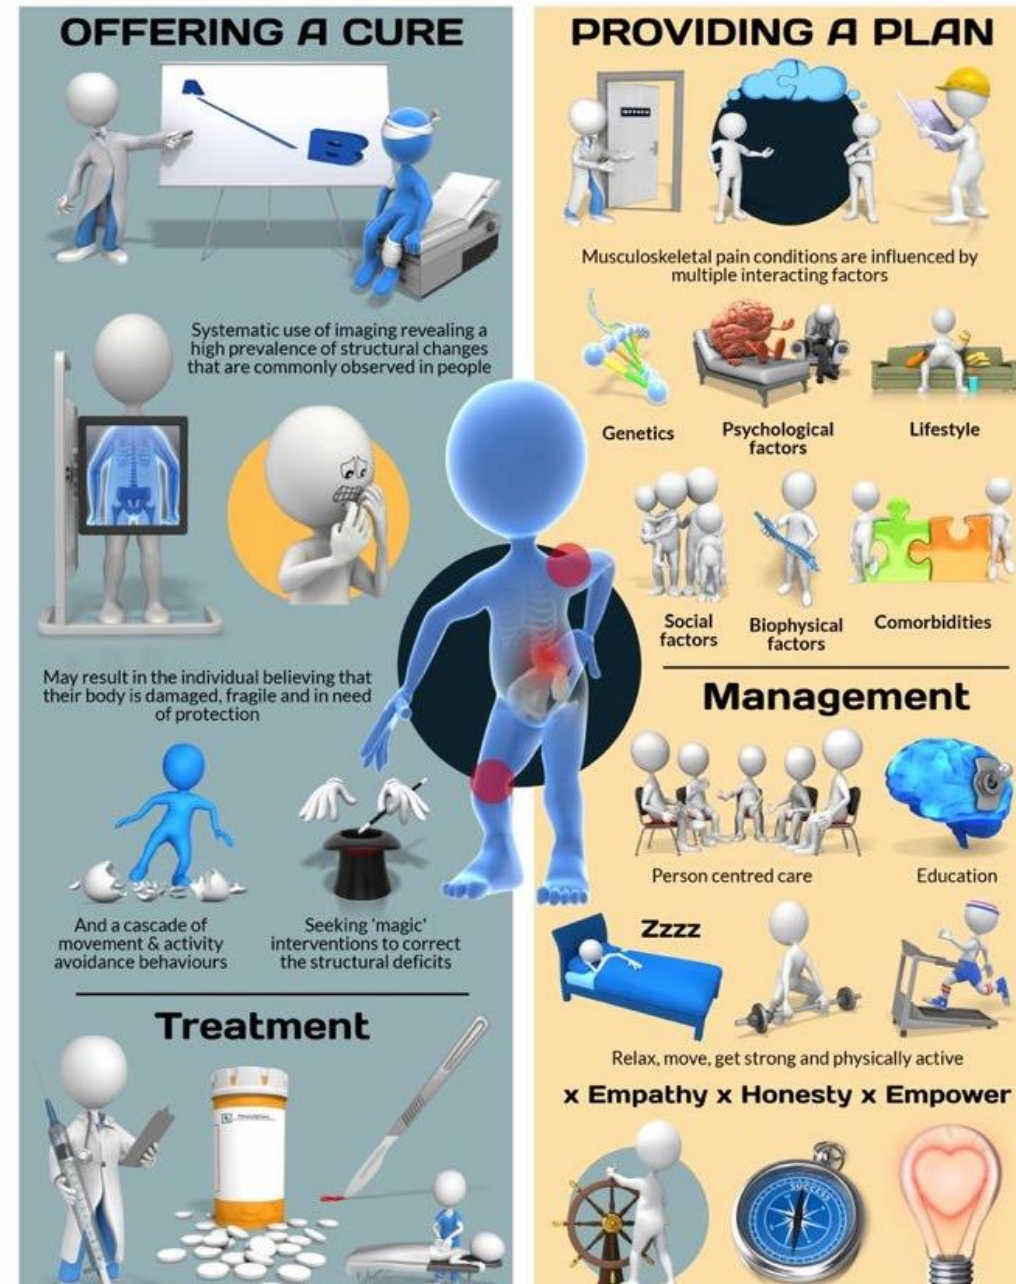 OFFERING A CURE
A
B
Systematic use of imaging revealing a
high prevalence of structural changes
that are commonly observed in people
May result in the individual believing that
their body is damaged, fragile and in need
of protection
And a cascade of
movement & activity
avoidance behaviours
Seeking 'magic'
interventions to correct
the structural deficits
Treatment
PROVIDING A PLAN
Musculoskeletal pain conditions are influenced by
multiple interacting factors
Genetics
Psychological
factors
Lifestyle
Social
factors
Biophysical
factors
Comorbidities
Management
Person centred care
Education
Zzzz
Relax, move, get strong and physically active
x Empathy x Honesty x Empower
SUCCESS